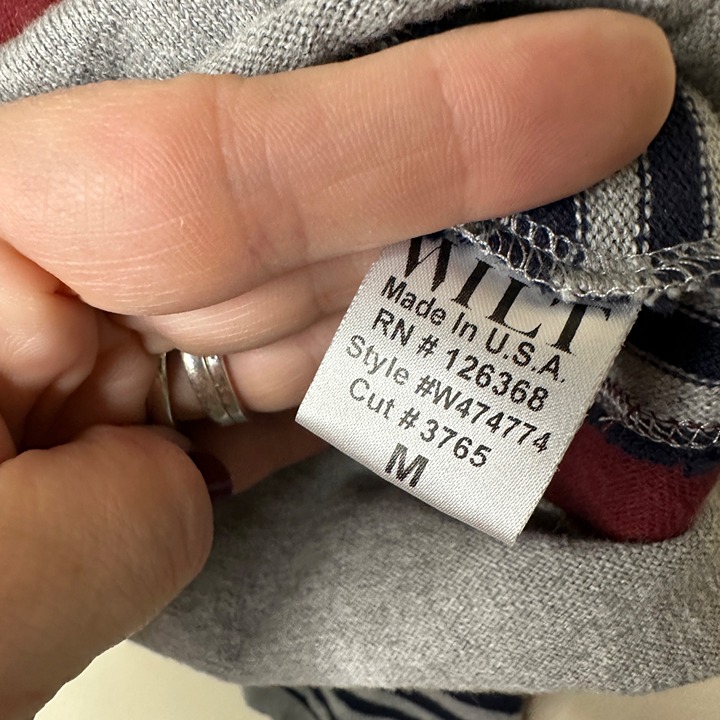 WILT
Made In U.S.A.
RN # 126368
Style #W474774
Cut # 3765
M